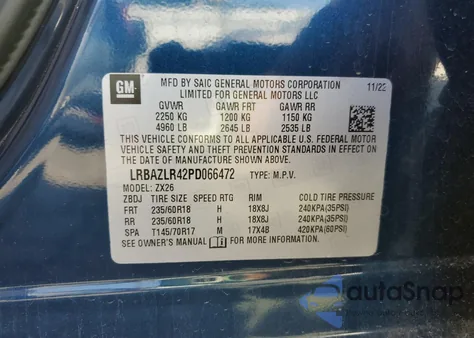 GM
MFD BY SAIC GENERAL MOTORS CORPORATION 11/22
LIMITED FOR GENERAL MOTORS LLC
GVWR GAWR FRT GAWR RR
2250 KG 1200 KG 1150 KG
4960 LB 2645 LB 2535 LB
THIS VEHICLE CONFORMS TO ALL APPLICABLE U.S. FEDERAL MOTOR
VEHICLE SAFETY AND THEFT PREVENTION STANDARDS IN EFFECT
ON THE DATE OF MANUFACTURE SHOWN ABOVE.
LRBAZLR42PD066472 TYPE: M.P.V.
MODEL: ZX26
ZBDJ TIRE SIZE SPEED RTG RIM COLD TIRE PRESSURE
FRT 235/60R18 H 18X8J 240KPA(35PSI)
RR 235/60R18 H 18X8J 240KPA(35PSI)
SPA T145/70R17 M 17X4B 420KPA(60PSI)
SEE OWNER'S MANUAL FOR MORE INFORMATION
autoSnap